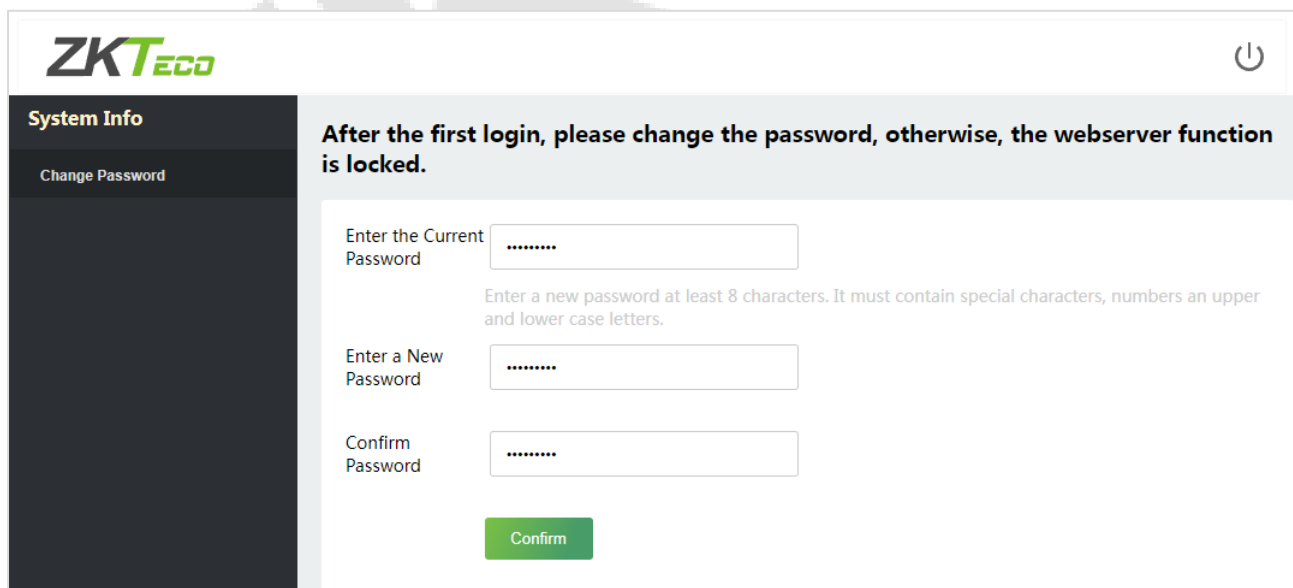 ZKTECO
System Info
Change Password
After the first login, please change the password, otherwise, the webserver function
is locked.
Enter the Current
Password
•••••••••
Enter a new password at least 8 characters. It must contain special characters, numbers an upper
and lower case letters.
Enter a New
Password
•••••••••
Confirm
Password
•••••••••
Confirm